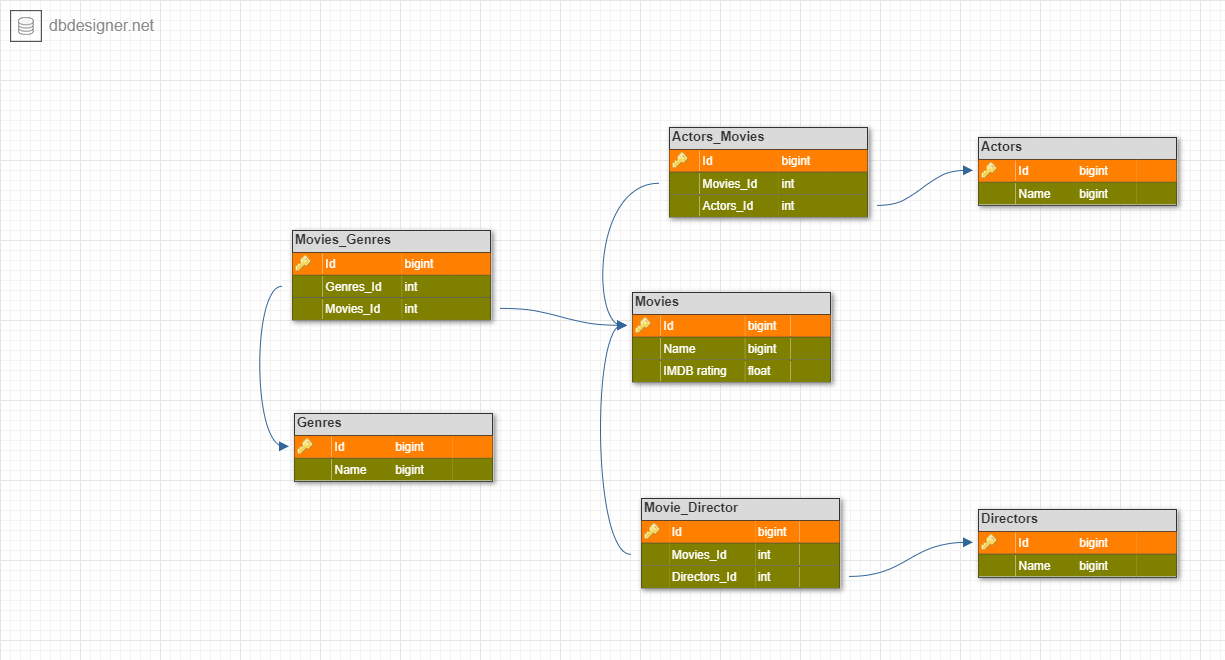 dbdesigner.net
Actors_Movies
Id bigint
Movies_Id int
Actors_Id int
Actors
Id bigint
Name bigint
Movies_Genres
Id bigint
Genres_Id int
Movies_Id int
Movies
Id bigint
Name bigint
IMDB rating float
Genres
Id bigint
Name bigint
Movie_Director
Id bigint
Movies_Id int
Directors_Id int
Directors
Id bigint
Name bigint